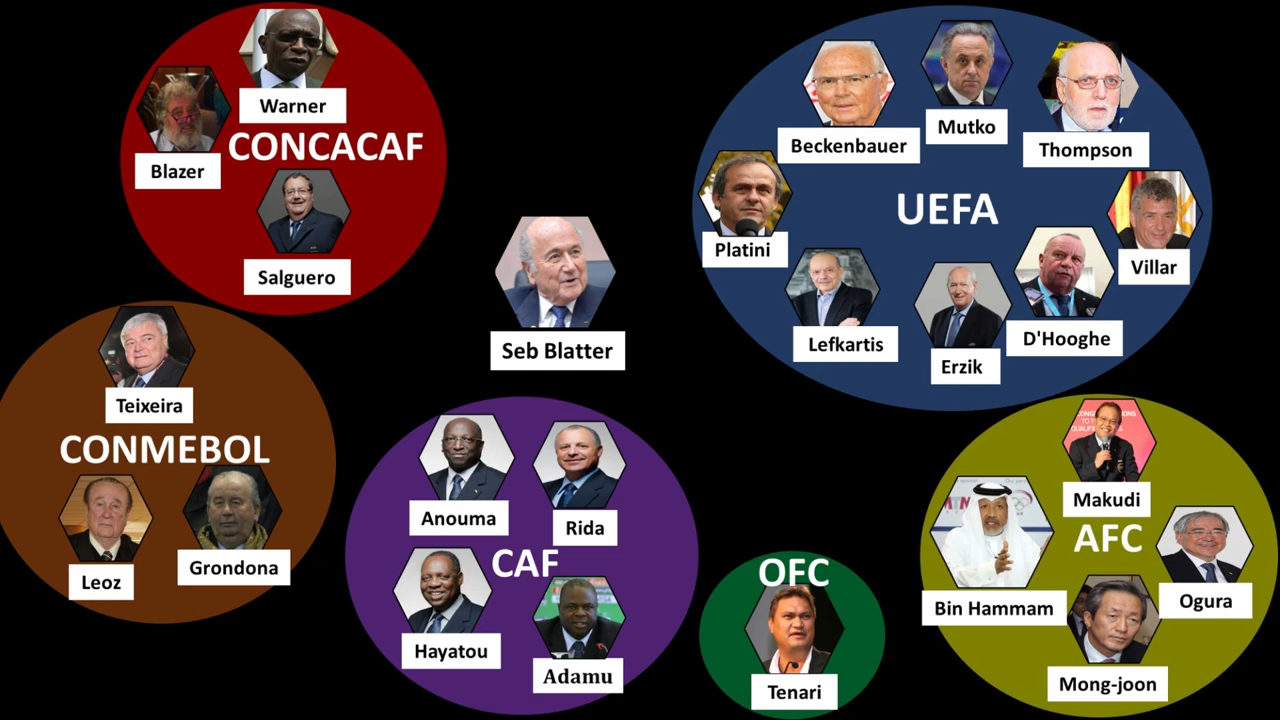 Warner
Blazer
CONCACAF
Salguero
Beckenbauer
Mutko
Thompson
Platini
UEFA
Villar
Lefkartis
Erzik
D'Hooghe
Seb Blatter
Teixeira
CONMEBOL
Leoz
Grondona
Anouma
Rida
CAF
Hayatou
Adamu
OFC
Tenari
Makudi
AFC
Bin Hammam
Ogura
Mong-joon